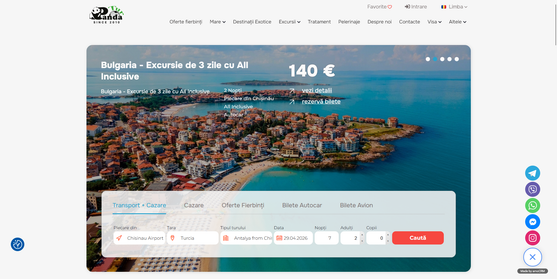 Favorite Intrare Limba
Panda
SINCE 2010
Oferte fierbinți Mare Destinații Exotice Excursii Tratament Pelerinaje Despre noi Contacte Visa Altele
Bulgaria - Excursie de 3 zile cu All Inclusive
Bulgaria - Excursie de 3 zile cu All Inclusive
3 Nopți
Plecare din Chișinău
All Inclusive
Autocar
140 €
vezi detalii
rezervă bilete
Transport + Cazare Cazare Oferte Fierbinți Bilete Autocar Bilete Avion
Plecare din: Țara Tipul turului Data Nopți Adulți Copii
Chisinau Airport Turcia Antalya from Chi 29.04.2026 7 2 0 Caută